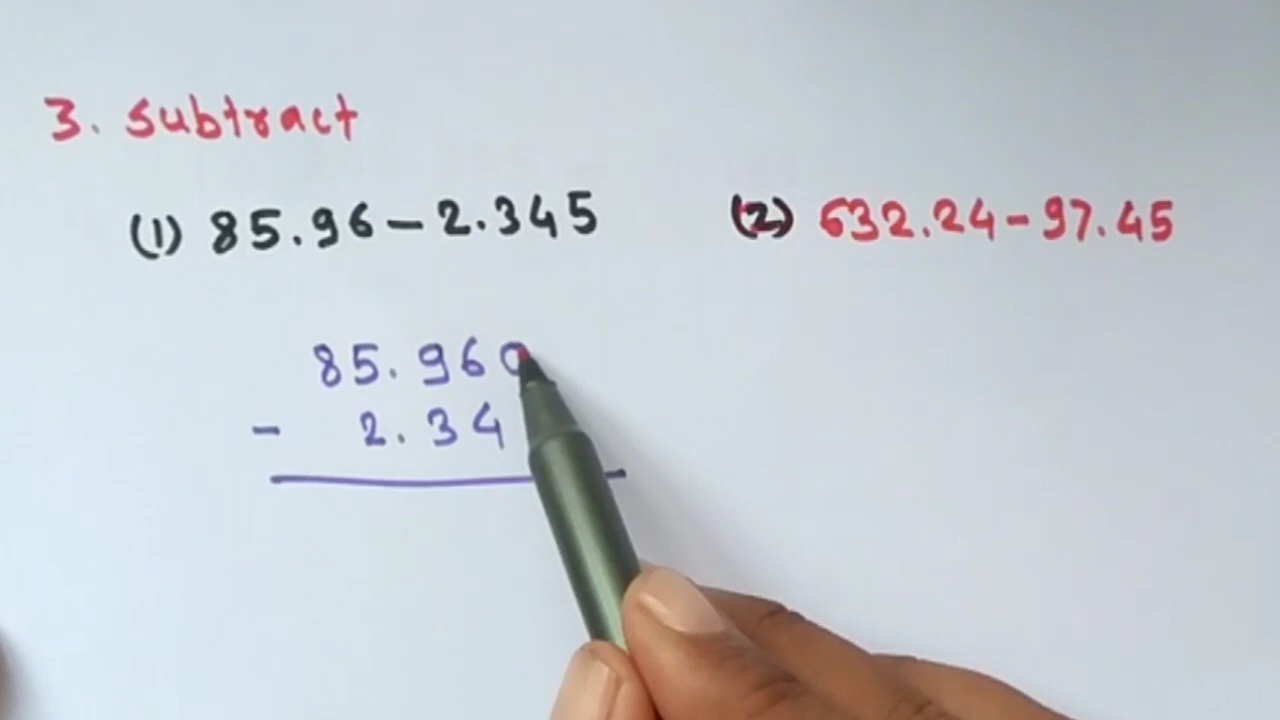 3. Subtract
(1) 85.96 - 2.345
(2) 632.24 - 97.45
85.960
- 2.34